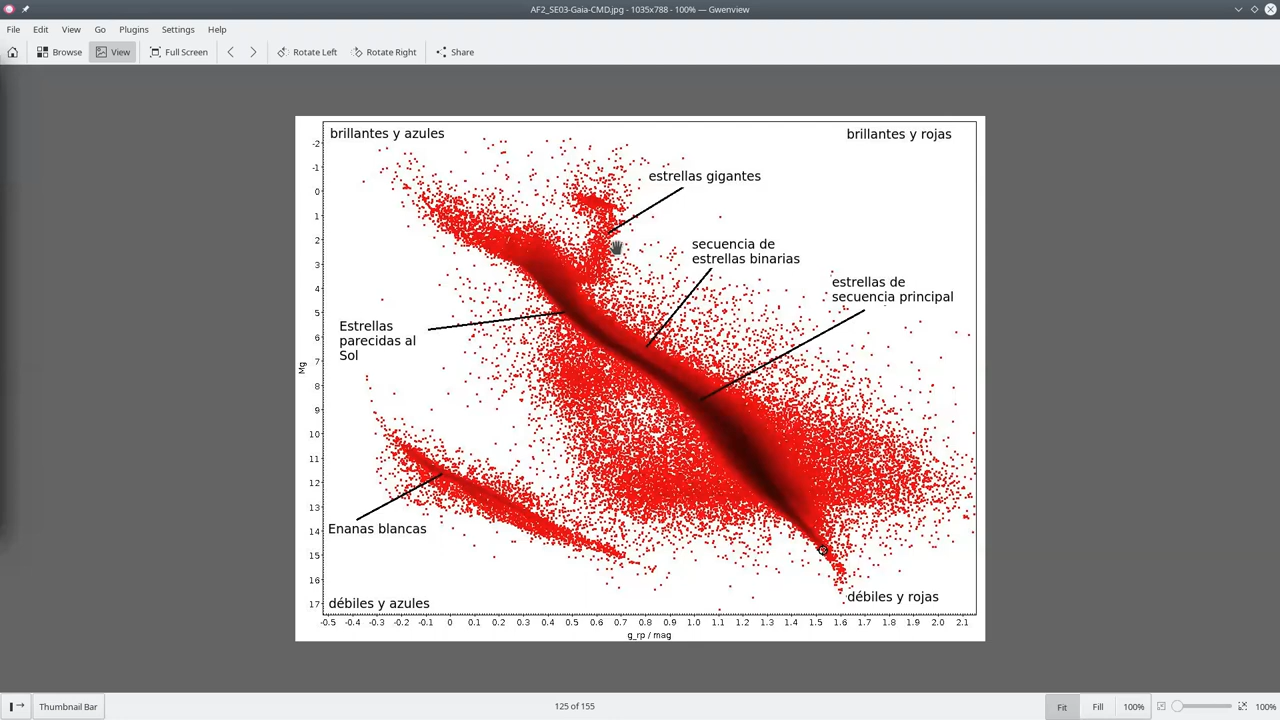 AF2_SE03-Gaia-CMD.jpg - 1035x788 - 100% — Gwenview
File Edit View Go Plugins Settings Help
Browse View Full Screen Rotate Left Rotate Right Share
brillantes y azules
brillantes y rojas
estrellas gigantes
secuencia de
estrellas binarias
estrellas de
secuencia principal
Estrellas
parecidas al
Sol
Enanas blancas
débiles y azules
débiles y rojas
Mg
-2
-1
0
1
2
3
4
5
6
7
8
9
10
11
12
13
14
15
16
17
-0.5 -0.4 -0.3 -0.2 -0.1 0 0.1 0.2 0.3 0.4 0.5 0.6 0.7 0.8 0.9 1.0 1.1 1.2 1.3 1.4 1.5 1.6 1.7 1.8 1.9 2.0 2.1
g_rp / mag
Thumbnail Bar 125 of 155 Fit Fill 100% 100%